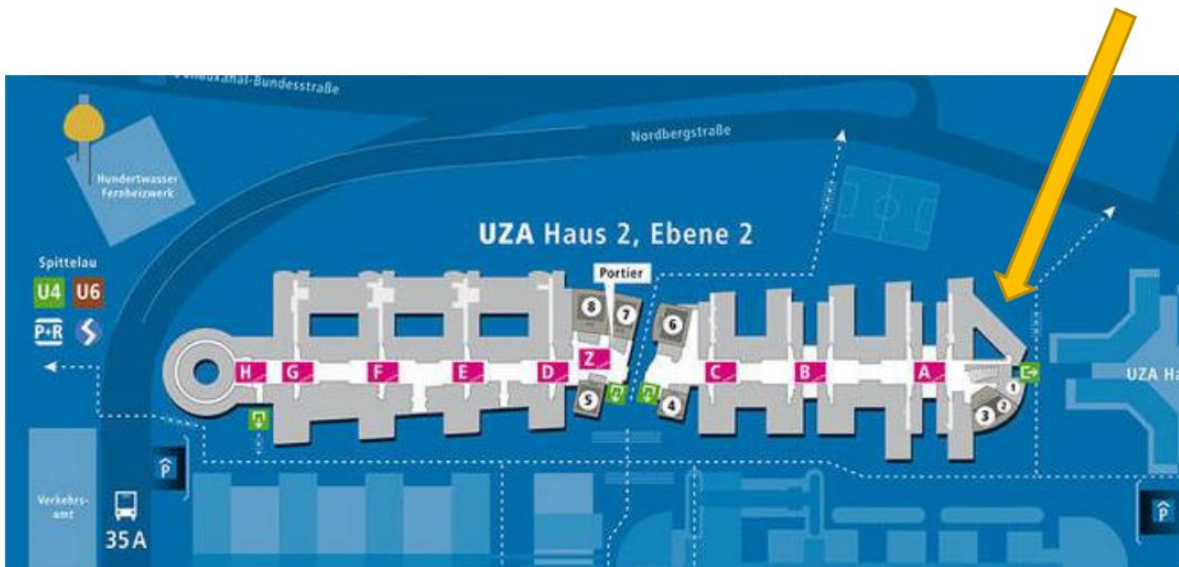 Nordbergstraße
Hundertwasser
Fernheizwerk
UZA Haus 2, Ebene 2
Spittelau
U4 U6
P+R
Portier
8 7 6
H G F E D Z C B A
5 4 3 2 1
UZA
P
P
Verkehrs-
amt
35A